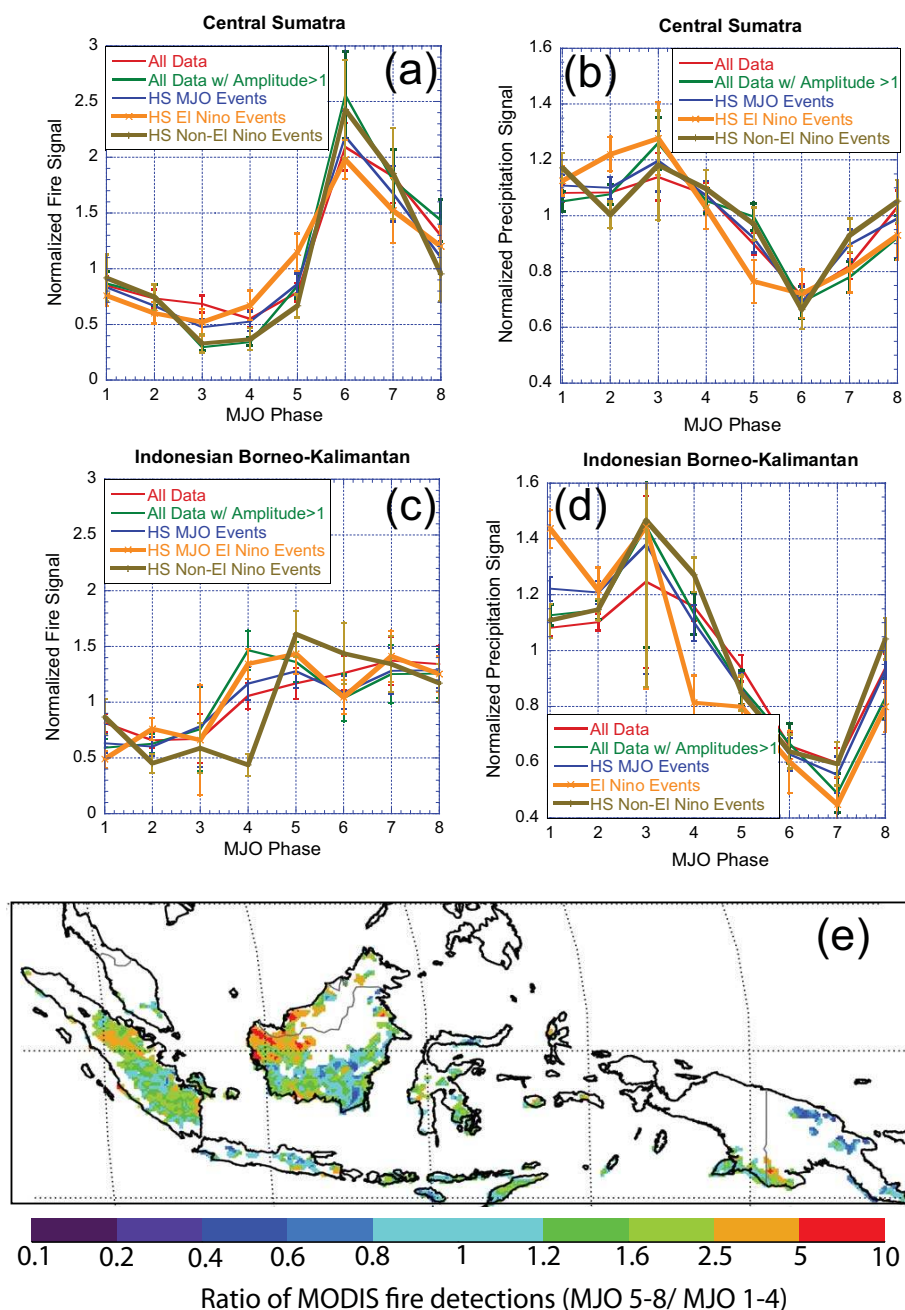 Central Sumatra
(a)
All Data
All Data w/ Amplitude>1
HS MJO Events
HS El Nino Events
HS Non-El Nino Events
Normalized Fire Signal
3
2.5
2
1.5
1
0.5
0
1 2 3 4 5 6 7 8
MJO Phase
Central Sumatra
(b)
All Data
All Data w/ Amplitude >1
HS MJO Events
HS El Nino Events
HS Non-El Nino Events
Normalized Precipitation Signal
1.6
1.4
1.2
1
0.8
0.6
0.4
1 2 3 4 5 6 7 8
MJO Phase
Indonesian Borneo-Kalimantan
(c)
All Data
All Data w/ Amplitude>1
HS MJO Events
HS MJO El Nino Events
HS Non-El Nino Events
Normalized Fire Signal
3
2.5
2
1.5
1
0.5
0
1 2 3 4 5 6 7 8
MJO Phase
Indonesian Borneo-Kalimantan
(d)
Normalized Precipitation Signal
1.6
1.4
1.2
1
0.8
0.6
0.4
All Data
All Data w/ Amplitudes>1
HS MJO Events
El Nino Events
HS Non-El Nino Events
1 2 3 4 5 6 7 8
MJO Phase
(e)
0.1 0.2 0.4 0.6 0.8 1 1.2 1.6 2.5 5 10
Ratio of MODIS fire detections (MJO 5-8/ MJO 1-4)